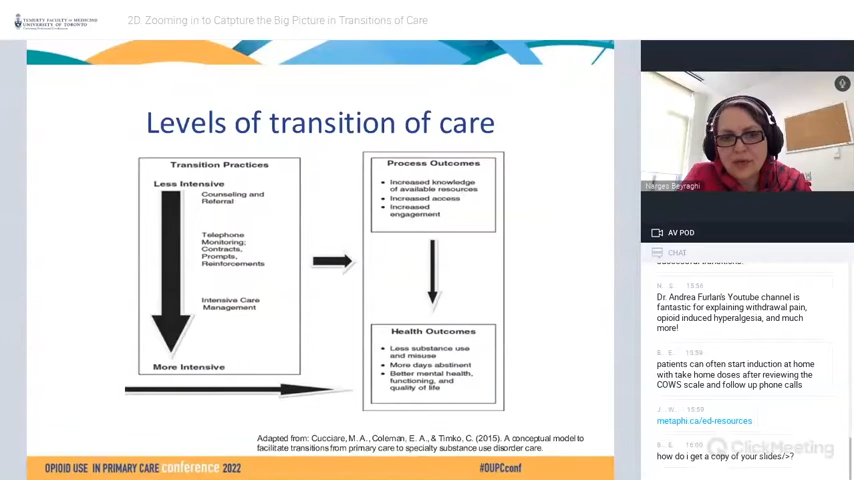 TEMERTY FACULTY OF MEDICINE
UNIVERSITY OF TORONTO
2D. Zooming in to Catpture the Big Picture in Transitions of Care
Levels of transition of care
Transition Practices
Less Intensive
Counseling and
Referral
Telephone
Monitoring;
Contracts,
Prompts,
Reinforcements
Intensive Care
Management
More Intensive
Process Outcomes
• Increased knowledge
of available resources
• Increased access
• Increased
engagement
Health Outcomes
• Less substance use
and misuse
• More days abstinent
• Better mental health,
functioning, and
quality of life
Adapted from: Cucciare, M. A., Coleman, E. A., & Timko, C. (2015). A conceptual model to
facilitate transitions from primary care to specialty substance use disorder care.
OPIOID USE IN PRIMARY CARE conference 2022
#OUPCconf
Narges Beyraghi
AV POD
CHAT
successful transitions.
N. S. 15:56
Dr. Andrea Furlan's Youtube channel is
fantastic for explaining withdrawal pain,
opioid induced hyperalgesia, and much
more!
E. E. 15:59
patients can often start induction at home
with take home doses after reviewing the
COWS scale and follow up phone calls
J. W. 15:59
metaphi.ca/ed-resources
16:00
how do i get a copy of your slides/>?
ClickMeeting